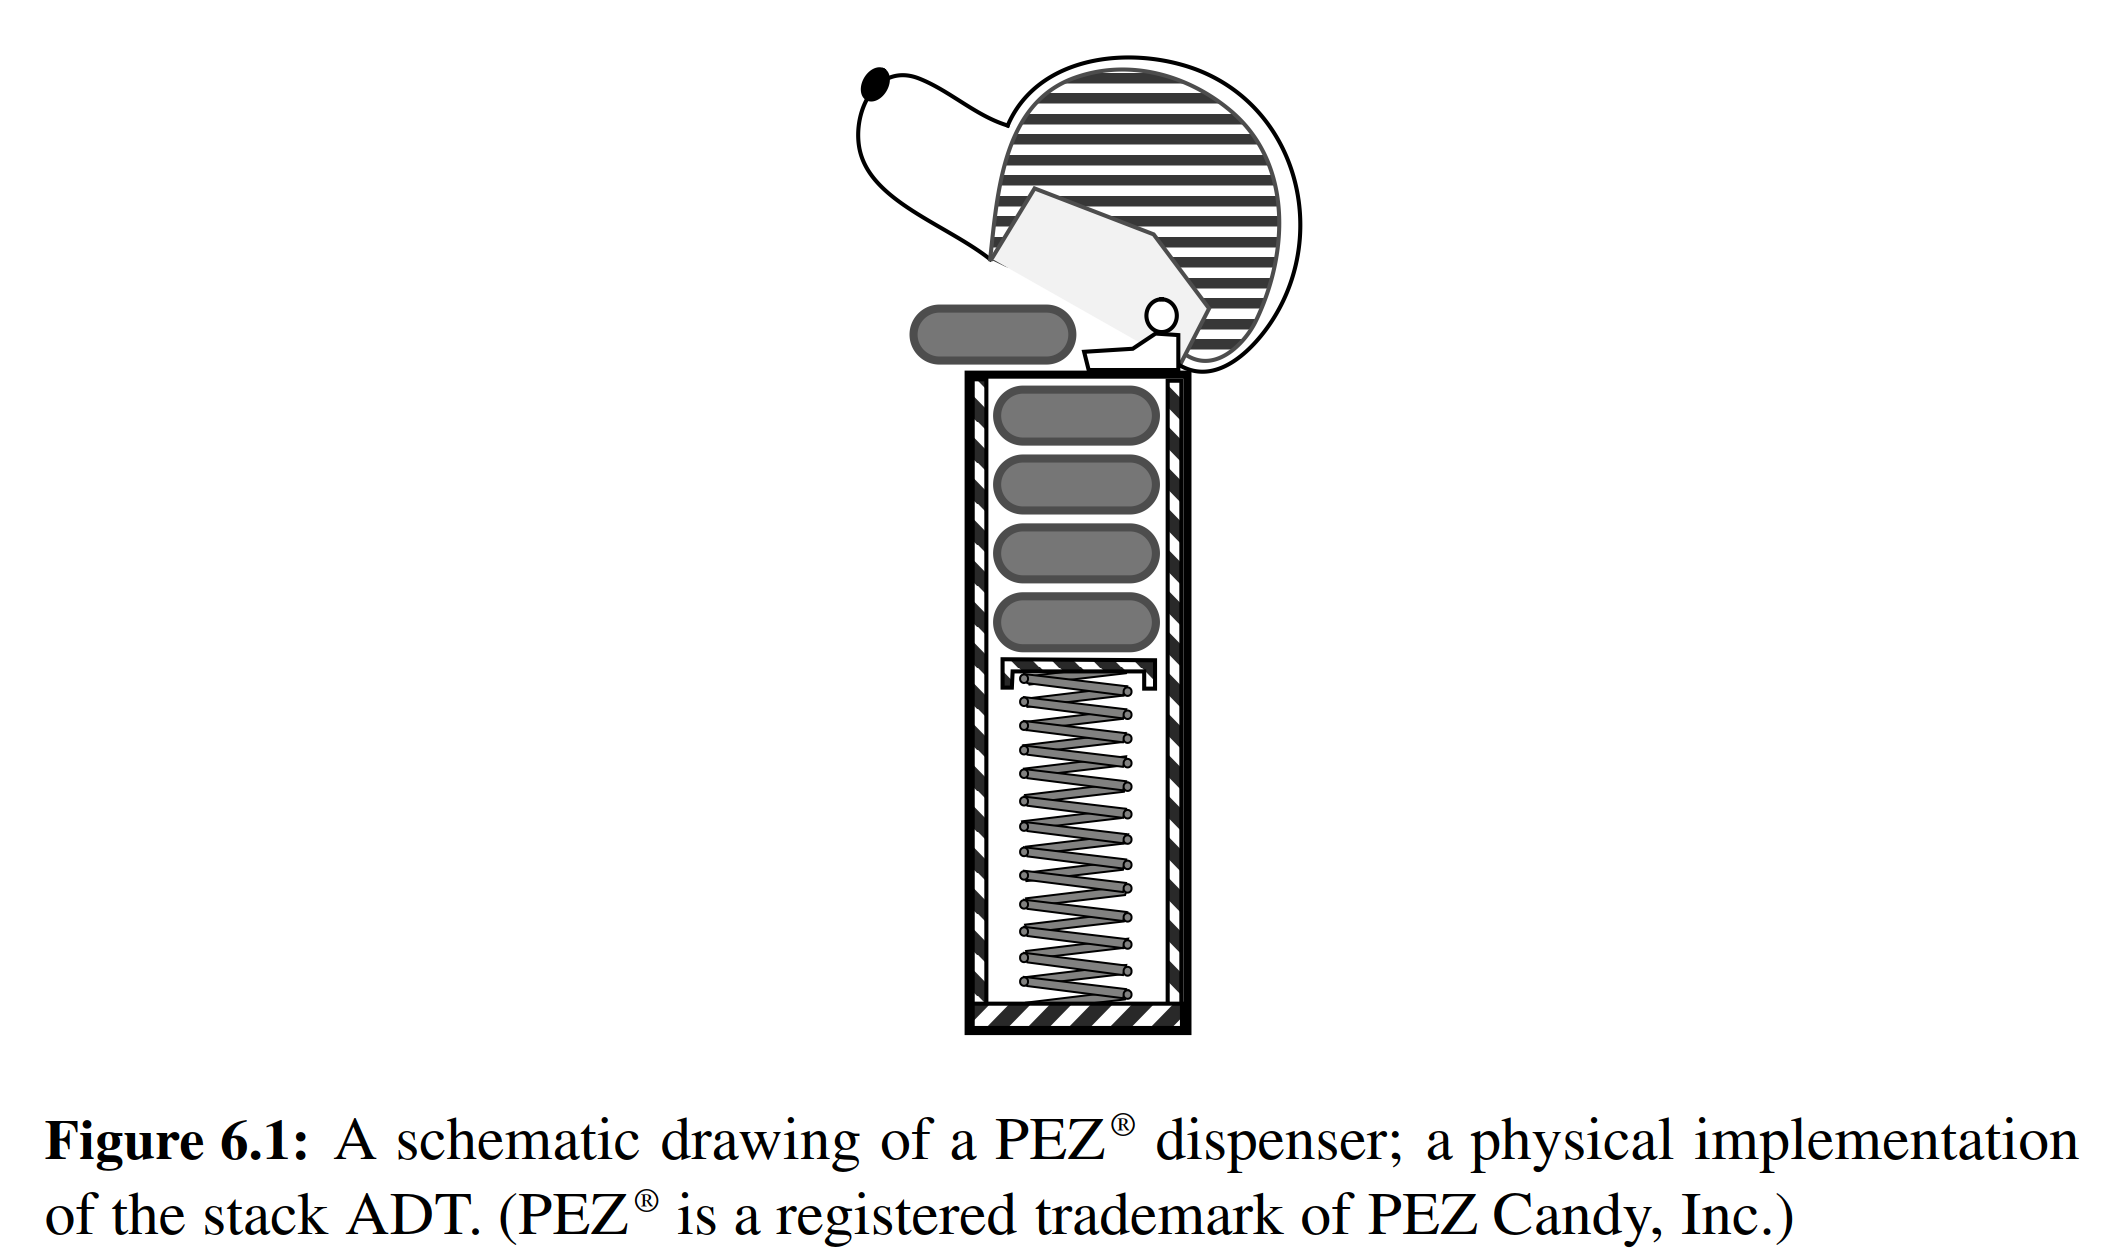 Figure 6.1: A schematic drawing of a PEZ® dispenser; a physical implementation
of the stack ADT. (PEZ® is a registered trademark of PEZ Candy, Inc.)